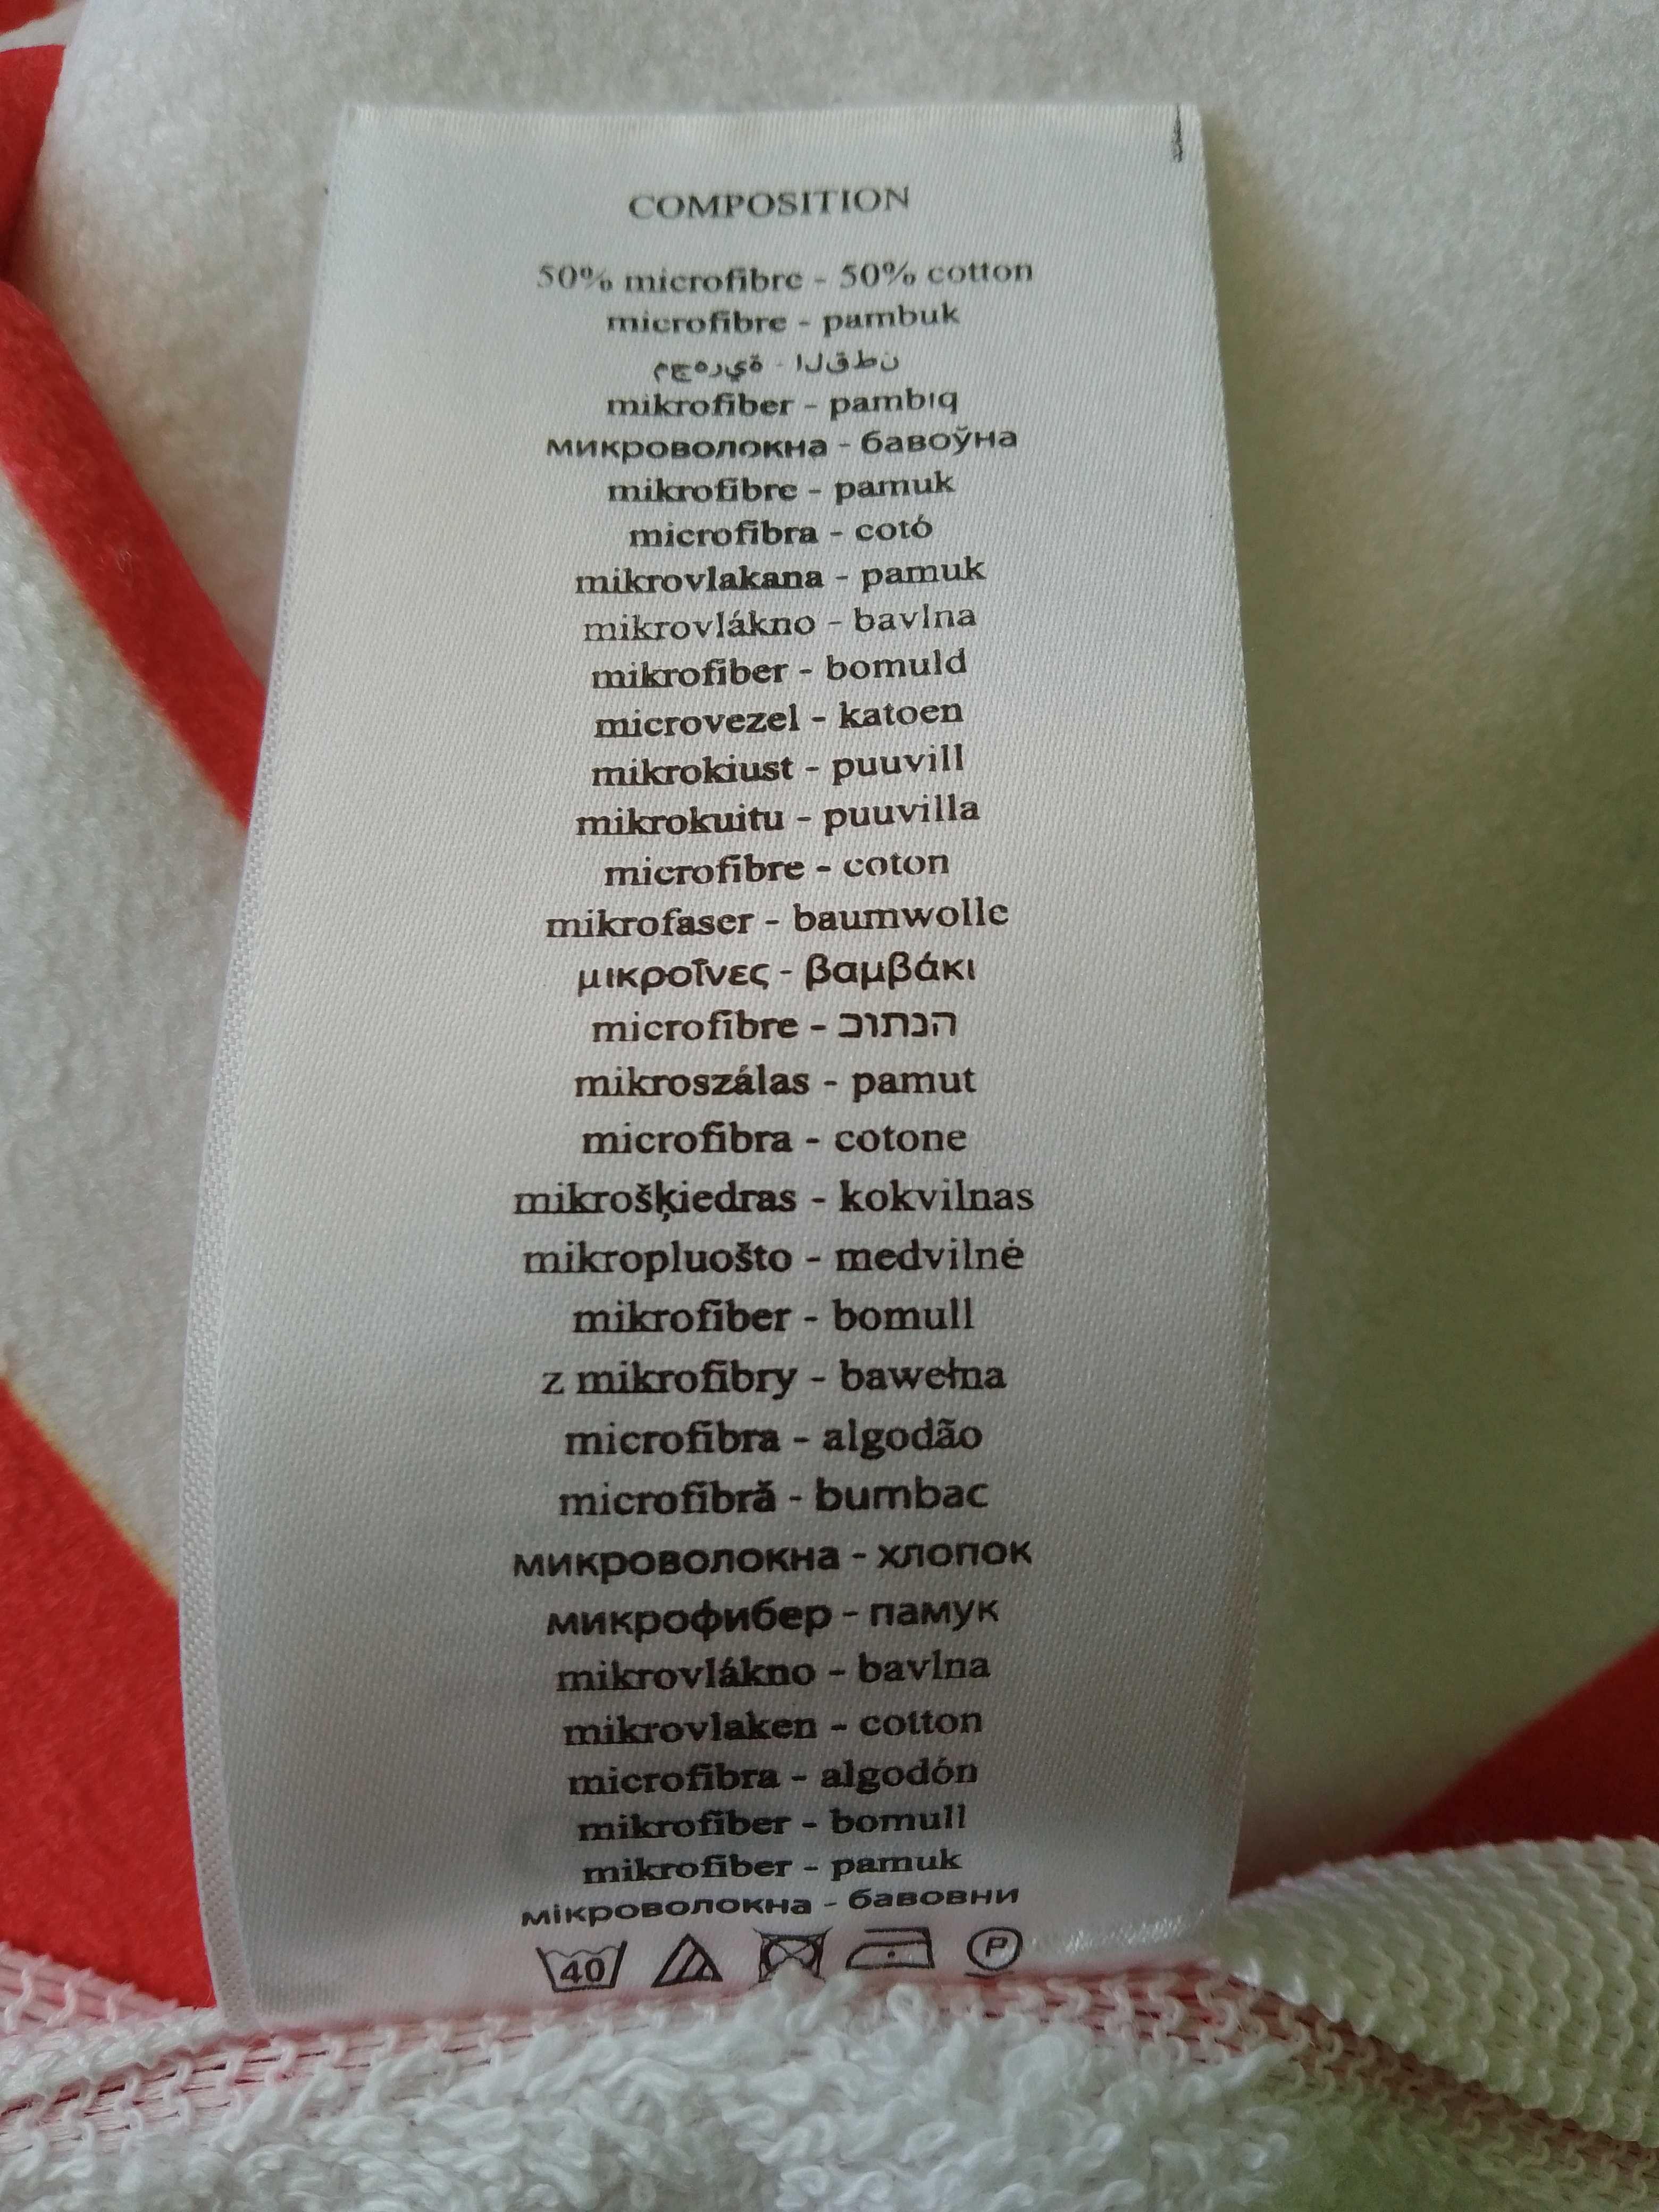 COMPOSITION
50% microfibre - 50% cotton
microfibre - pambuk
مجهرية - القطن
mikrofiber - pambıq
микроволокна - бавоўна
mikrofibre - pamuk
microfibra - cotó
mikrovlakana - pamuk
mikrovlákno - bavlna
mikrofiber - bomuld
microvezel - katoen
mikrokiust - puuvill
mikrokuitu - puuvilla
microfibre - coton
mikrofaser - baumwolle
μικροΐνες - βαμβάκι
microfibre - הנתוכ
mikroszálas - pamut
microfibra - cotone
mikrošķiedras - kokvilnas
mikropluošto - medvilnė
mikrofiber - bomull
z mikrofibry - bawełna
microfibra - algodão
microfibră - bumbac
микроволокна - хлопок
микрофибер - памук
mikrovlákno - bavlna
mikrovlaken - cotton
microfibra - algodón
mikrofiber - bomull
mikrofiber - pamuk
мікроволокна - бавовни
40 P